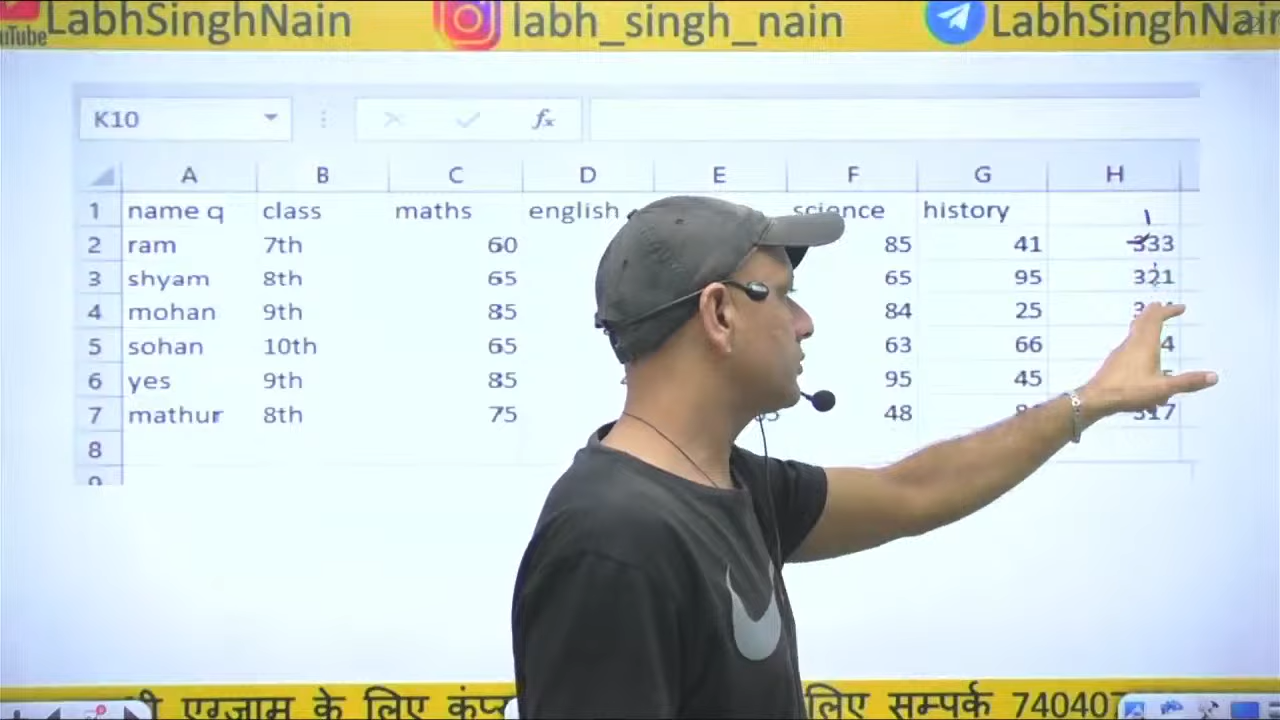 YouTube LabhSinghNain labh_singh_nain LabhSinghNain
K10 fx
A B C D E F G H
1 name q class maths english science history
2 ram 7th 60 85 41 333
3 shyam 8th 65 65 95 321
4 mohan 9th 85 84 25
5 sohan 10th 65 63 66
6 yes 9th 85 95 45
7 mathur 8th 75 48 317
8
9
एग्जाम के लिए लिए सम्पर्क